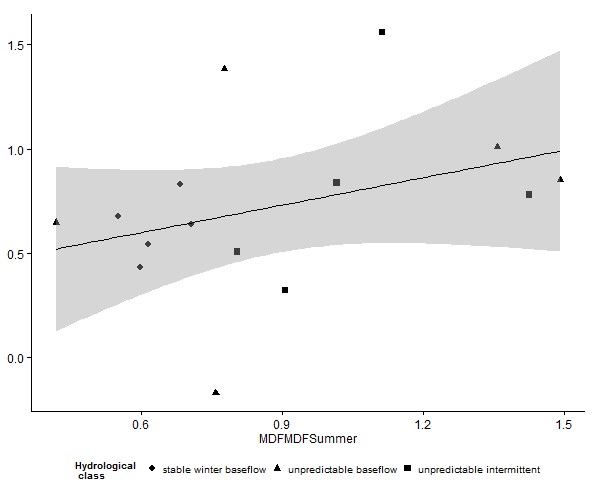 1.5
1.0
0.5
0.0
0.6 0.9 1.2 1.5
MDFMDFSummer
Hydrological
class
stable winter baseflow unpredictable baseflow unpredictable intermittent